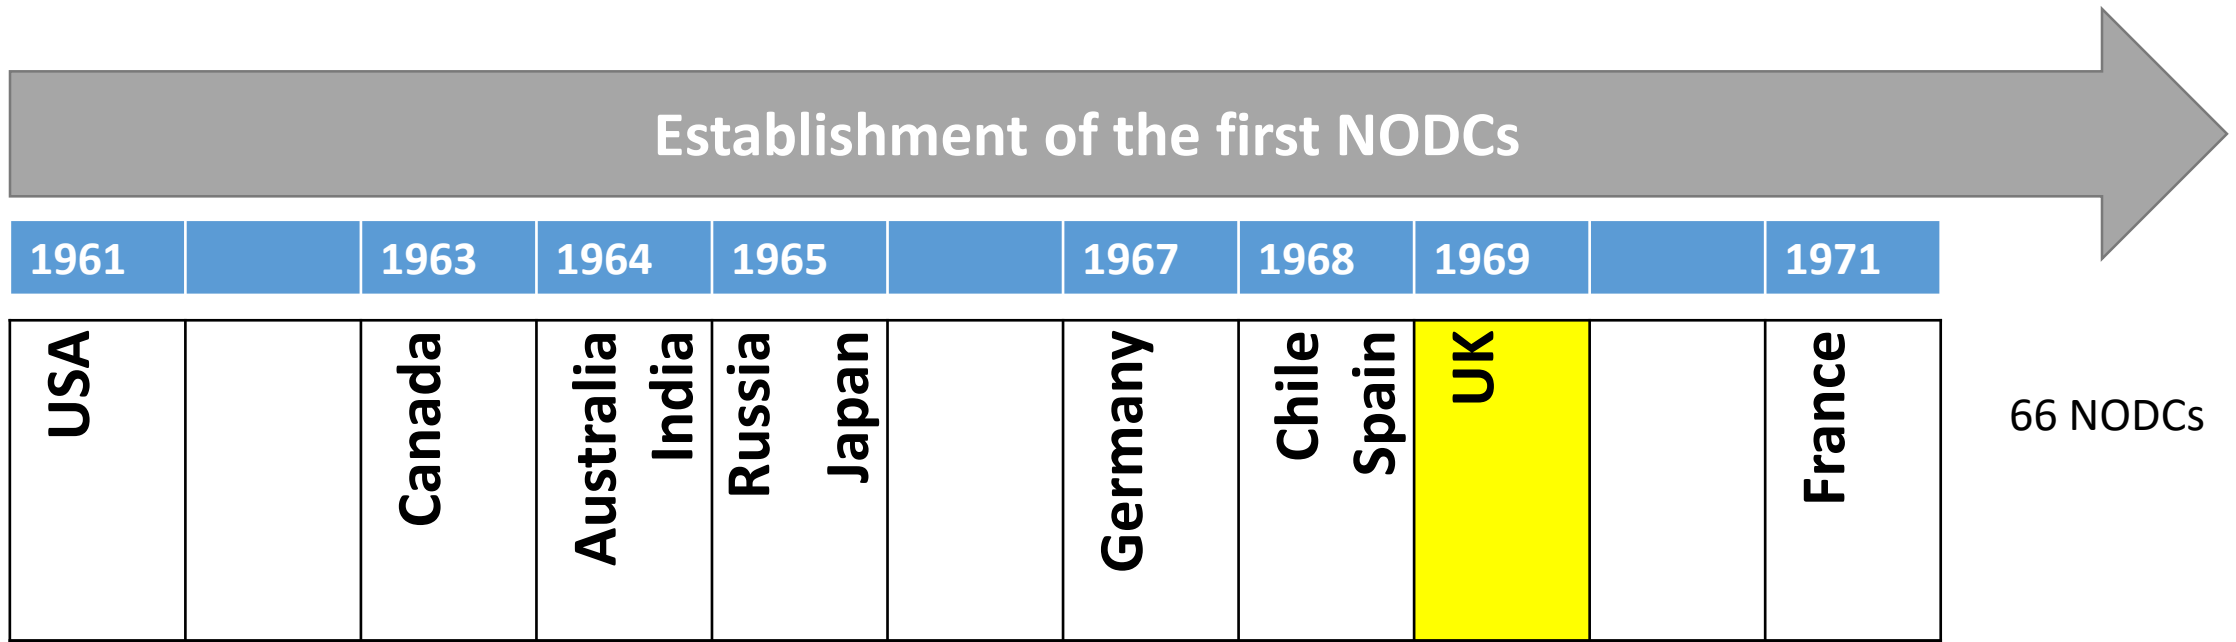 Establishment of the first NODCs
1961 1963 1964 1965 1967 1968 1969 1971
USA
Canada
Australia
India
Russia
Japan
Germany
Chile
Spain
UK
France
66 NODCs